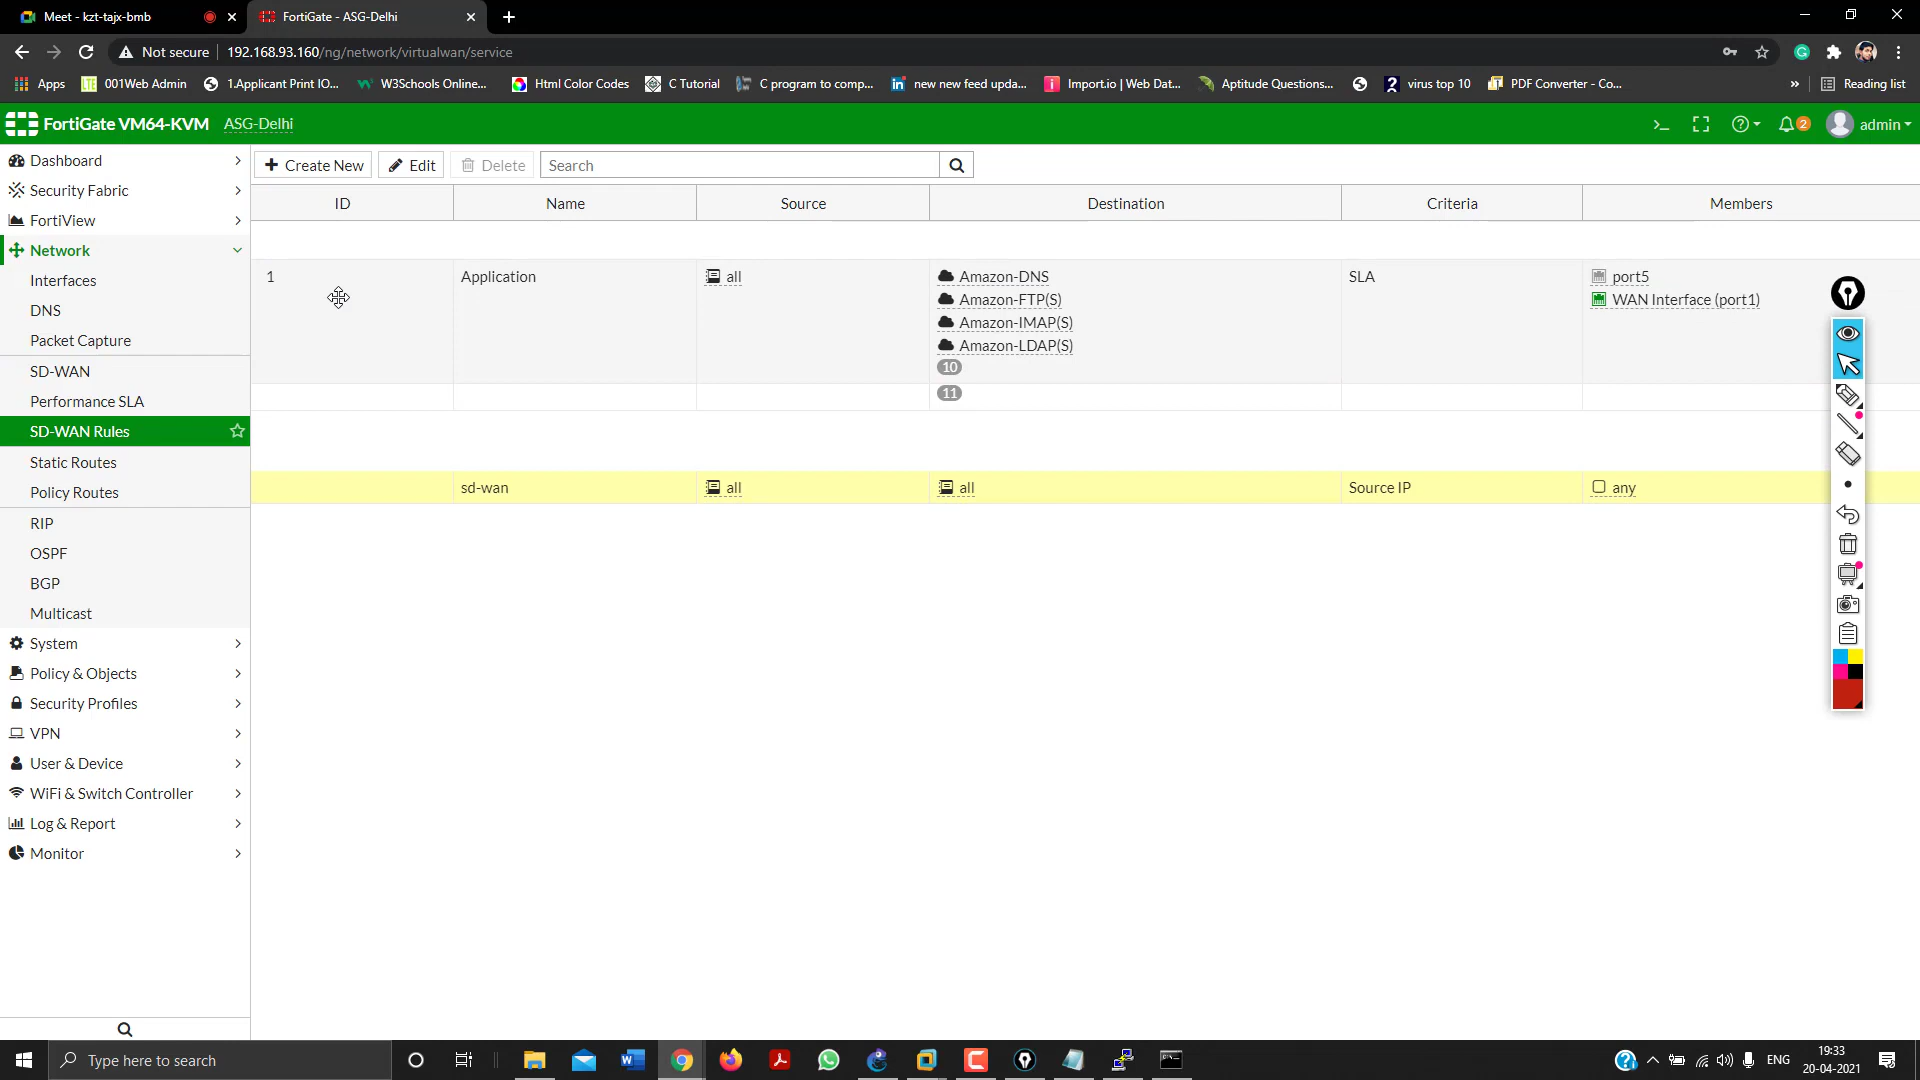 Meet - kzt-tajx-bmb
FortiGate - ASG-Delhi
Not secure 192.168.93.160/ng/network/virtualwan/service
Apps 001Web Admin 1.Applicant Print IO... W3Schools Online... Html Color Codes C Tutorial C program to comp... new new feed upda... Import.io | Web Dat... Aptitude Questions... virus top 10 PDF Converter - Co... » Reading list
FortiGate VM64-KVM ASG-Delhi 2 admin
Dashboard
Security Fabric
FortiView
Network
Interfaces
DNS
Packet Capture
SD-WAN
Performance SLA
SD-WAN Rules
Static Routes
Policy Routes
RIP
OSPF
BGP
Multicast
System
Policy & Objects
Security Profiles
VPN
User & Device
WiFi & Switch Controller
Log & Report
Monitor
Create New Edit Delete Search
ID Name Source Destination Criteria Members
1 Application all Amazon-DNS SLA port5
Amazon-FTP(S) WAN Interface (port1)
Amazon-IMAP(S)
Amazon-LDAP(S)
10
11
sd-wan all all Source IP any
Type here to search
ENG
19:33
20-04-2021